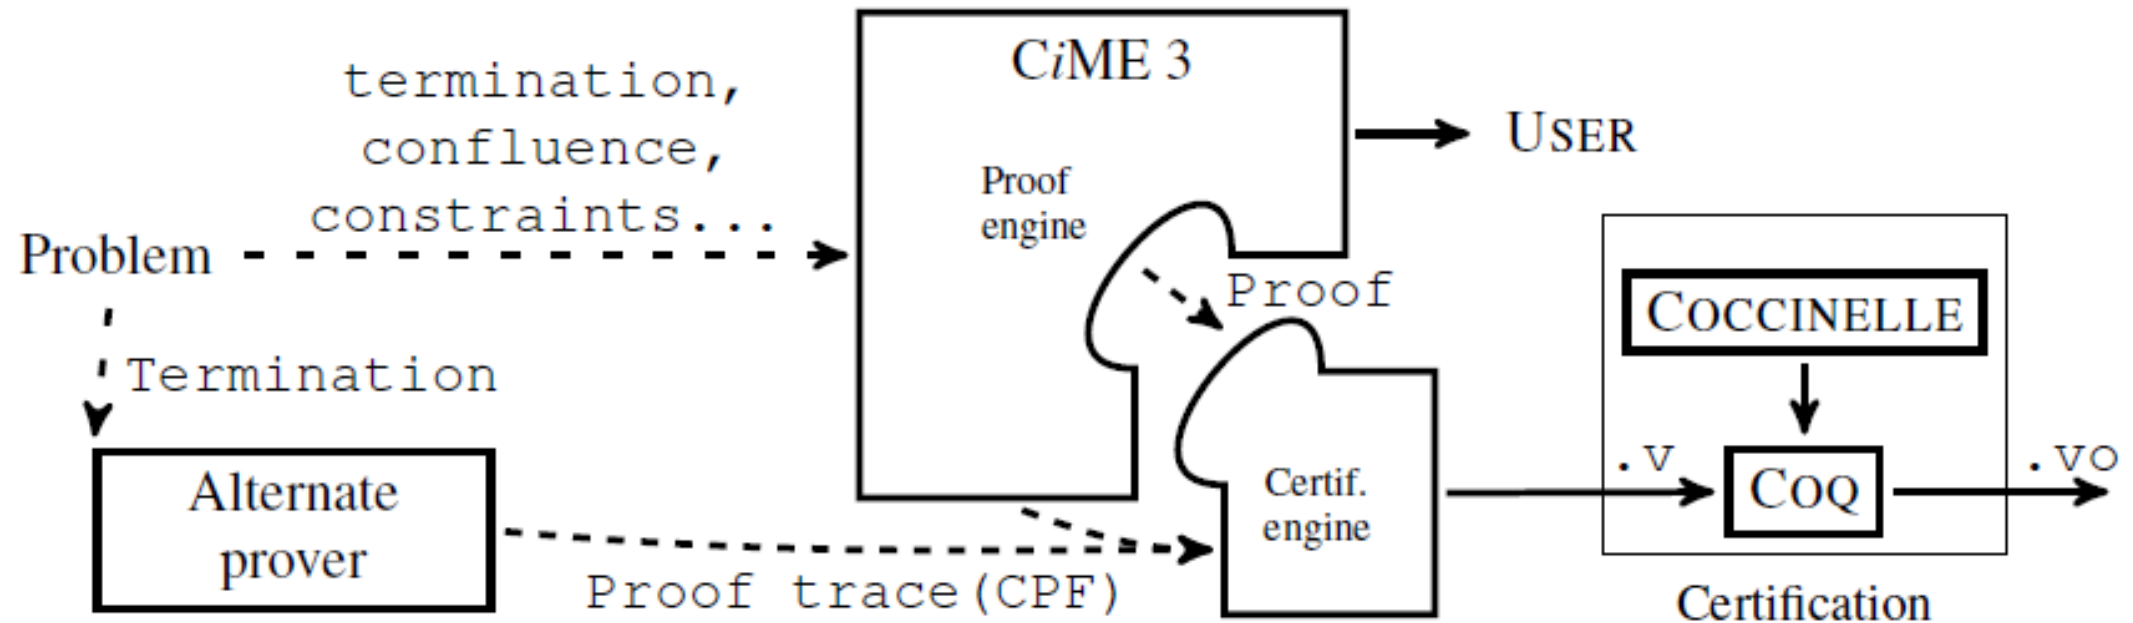 CiME 3
termination,
confluence,
constraints...
USER
Proof
engine
Problem
Proof
COCCINELLE
Termination
.v
.vo
Alternate
prover
Certif.
engine
COQ
Proof trace(CPF)
Certification